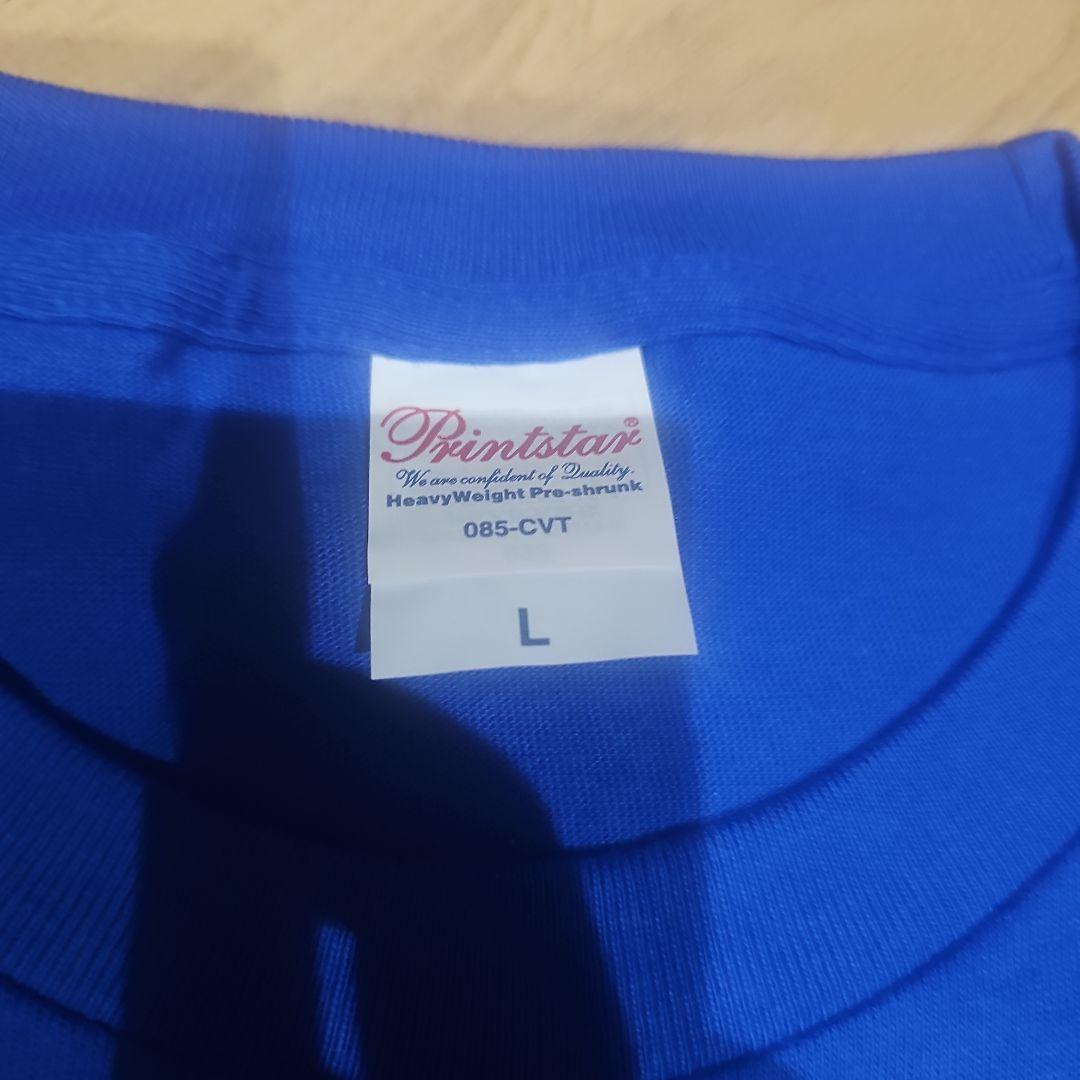 Printstar®
We are confident of Quality.
HeavyWeight Pre-shrunk
085-CVT
L